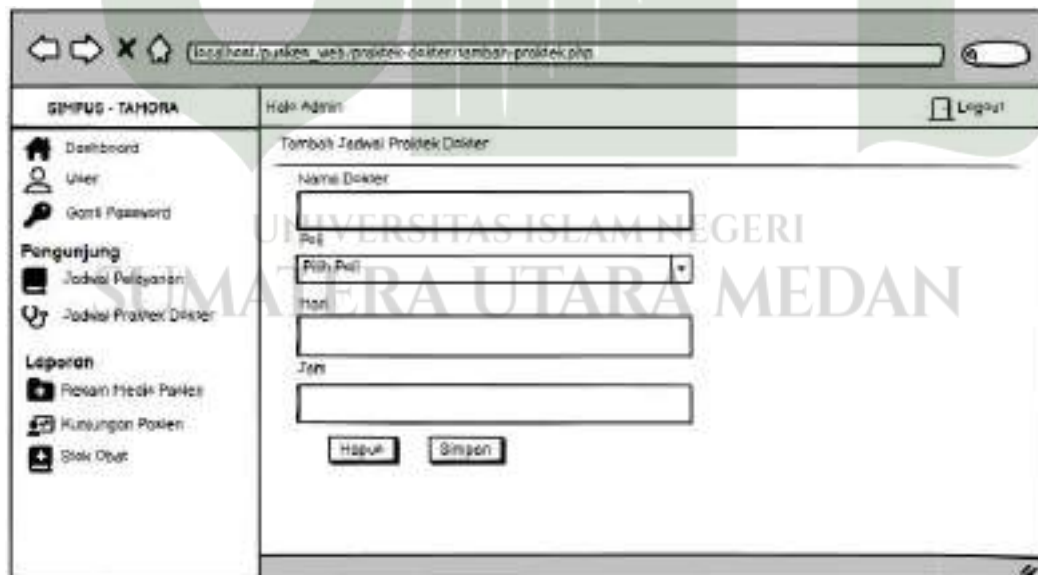 localhost/pusken_web/praktek-dokter/tambah-praktek.php
SIMPUS - TAMORA
Halo Admin
Logout
Dashboard
User
Ganti Password
Pengunjung
Jadwal Pelayanan
Jadwal Praktek Dokter
Laporan
Rekam Medis Pasien
Kunjungan Pasien
Stok Obat
Tambah Jadwal Praktek Dokter
Nama Dokter
Poli
Pilih Poli
Hari
Jam
Hapus
Simpan
UNIVERSITAS ISLAM NEGERI
SUMATERA UTARA MEDAN